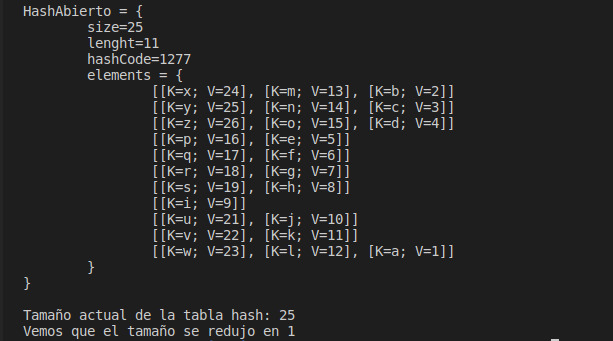 HashAbierto = {
size=25
lenght=11
hashCode=1277
elements = {
[[K=x; V=24], [K=m; V=13], [K=b; V=2]]
[[K=y; V=25], [K=n; V=14], [K=c; V=3]]
[[K=z; V=26], [K=o; V=15], [K=d; V=4]]
[[K=p; V=16], [K=e; V=5]]
[[K=q; V=17], [K=f; V=6]]
[[K=r; V=18], [K=g; V=7]]
[[K=s; V=19], [K=h; V=8]]
[[K=i; V=9]]
[[K=u; V=21], [K=j; V=10]]
[[K=v; V=22], [K=k; V=11]]
[[K=w; V=23], [K=l; V=12], [K=a; V=1]]
}
}
Tamaño actual de la tabla hash: 25
Vemos que el tamaño se redujo en 1